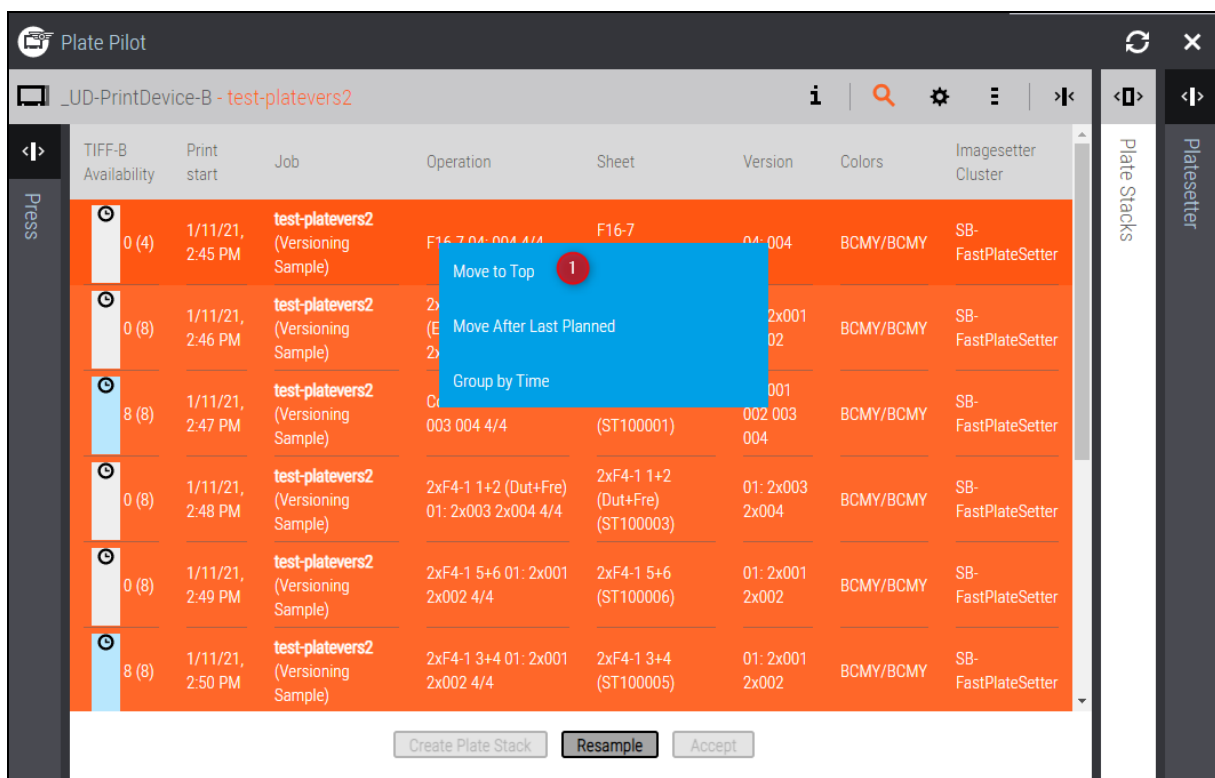 Plate Pilot
_UD-PrintDevice-B - test-platevers2
Press
TIFF-B Availability
Print start
Job
Operation
Sheet
Version
Colors
Imagesetter Cluster
0 (4)
1/11/21, 2:45 PM
test-platevers2 (Versioning Sample)
F16-7 04: 004 4/4
F16-7
04: 004
BCMY/BCMY
SB-FastPlateSetter
0 (8)
1/11/21, 2:46 PM
test-platevers2 (Versioning Sample)
2x001
BCMY/BCMY
SB-FastPlateSetter
8 (8)
1/11/21, 2:47 PM
test-platevers2 (Versioning Sample)
003 004 4/4
(ST100001)
001 002 003 004
BCMY/BCMY
SB-FastPlateSetter
0 (8)
1/11/21, 2:48 PM
test-platevers2 (Versioning Sample)
2xF4-1 1+2 (Dut+Fre) 01: 2x003 2x004 4/4
2xF4-1 1+2 (Dut+Fre) (ST100003)
01: 2x003 2x004
BCMY/BCMY
SB-FastPlateSetter
0 (8)
1/11/21, 2:49 PM
test-platevers2 (Versioning Sample)
2xF4-1 5+6 01: 2x001 2x002 4/4
2xF4-1 5+6 (ST100006)
01: 2x001 2x002
BCMY/BCMY
SB-FastPlateSetter
8 (8)
1/11/21, 2:50 PM
test-platevers2 (Versioning Sample)
2xF4-1 3+4 01: 2x001 2x002 4/4
2xF4-1 3+4 (ST100005)
01: 2x001 2x002
BCMY/BCMY
SB-FastPlateSetter
Move to Top
1
Move After Last Planned
Group by Time
Create Plate Stack
Resample
Accept
Plate Stacks
Platesetter